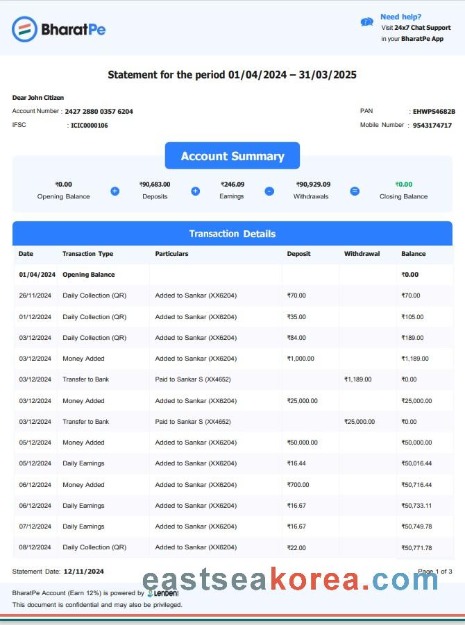 BharatPe
Need help?
Visit 24x7 Chat Support
in your BharatPe App
Statement for the period 01/04/2024 – 31/03/2025
Dear John Citizen
Account Number : 2427 2880 0357 6204
PAN : EHWPS4682B
IFSC : ICIC0000106
Mobile Number : 9543174717
Account Summary
₹0.00 + ₹90,683.00 + ₹246.09 - ₹90,929.09 = ₹0.00
Opening Balance Deposits Earnings Withdrawals Closing Balance
Transaction Details
Date Transaction Type Particulars Deposit Withdrawal Balance
01/04/2024 Opening Balance ₹0.00
26/11/2024 Daily Collection (QR) Added to Sankar (XX6204) ₹70.00 ₹70.00
01/12/2024 Daily Collection (QR) Added to Sankar (XX6204) ₹35.00 ₹105.00
03/12/2024 Daily Collection (QR) Added to Sankar (XX6204) ₹84.00 ₹189.00
03/12/2024 Money Added Added to Sankar (XX6204) ₹1,000.00 ₹1,189.00
03/12/2024 Transfer to Bank Paid to Sankar S (XX4652) ₹1,189.00 ₹0.00
03/12/2024 Money Added Added to Sankar (XX6204) ₹25,000.00 ₹25,000.00
03/12/2024 Transfer to Bank Paid to Sankar S (XX4652) ₹25,000.00 ₹0.00
05/12/2024 Money Added Added to Sankar (XX6204) ₹50,000.00 ₹50,000.00
05/12/2024 Daily Earnings Added to Sankar (XX6204) ₹16.44 ₹50,016.44
06/12/2024 Money Added Added to Sankar (XX6204) ₹700.00 ₹50,716.44
06/12/2024 Daily Earnings Added to Sankar (XX6204) ₹16.67 ₹50,733.11
07/12/2024 Daily Earnings Added to Sankar (XX6204) ₹16.67 ₹50,749.78
08/12/2024 Daily Collection (QR) Added to Sankar (XX6204) ₹22.00 ₹50,771.78
Statement Date: 12/11/2024
Page 1 of 3
eastseakorea.com
BharatPe Account (Earn 12%) is powered by LenDen
This document is confidential and may also be privileged.